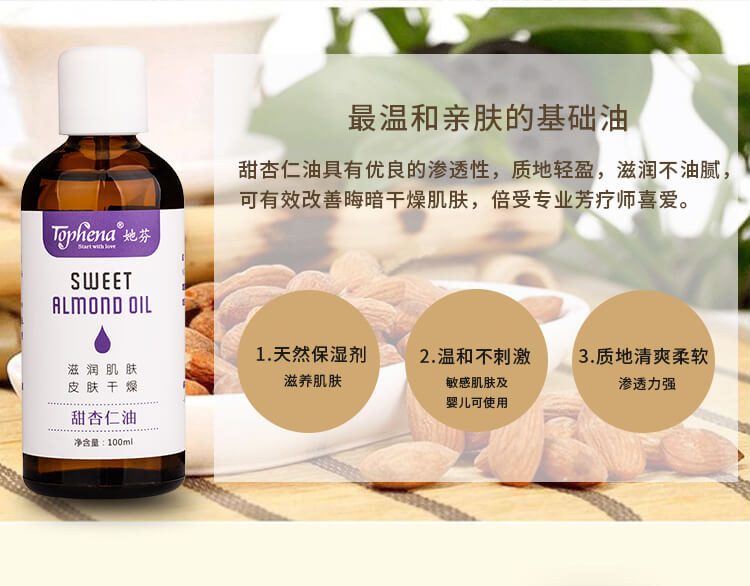 最温和亲肤的基础油
甜杏仁油具有优良的渗透性，质地轻盈，滋润不油腻，
可有效改善晦暗干燥肌肤，倍受专业芳疗师喜爱。
1.天然保湿剂
滋养肌肤
2.温和不刺激
敏感肌肤及
婴儿可使用
3.质地清爽柔软
渗透力强
Tophena® 她芬
Start with love
SWEET
ALMOND OIL
滋润肌肤
皮肤干燥
甜杏仁油
净含量：100ml